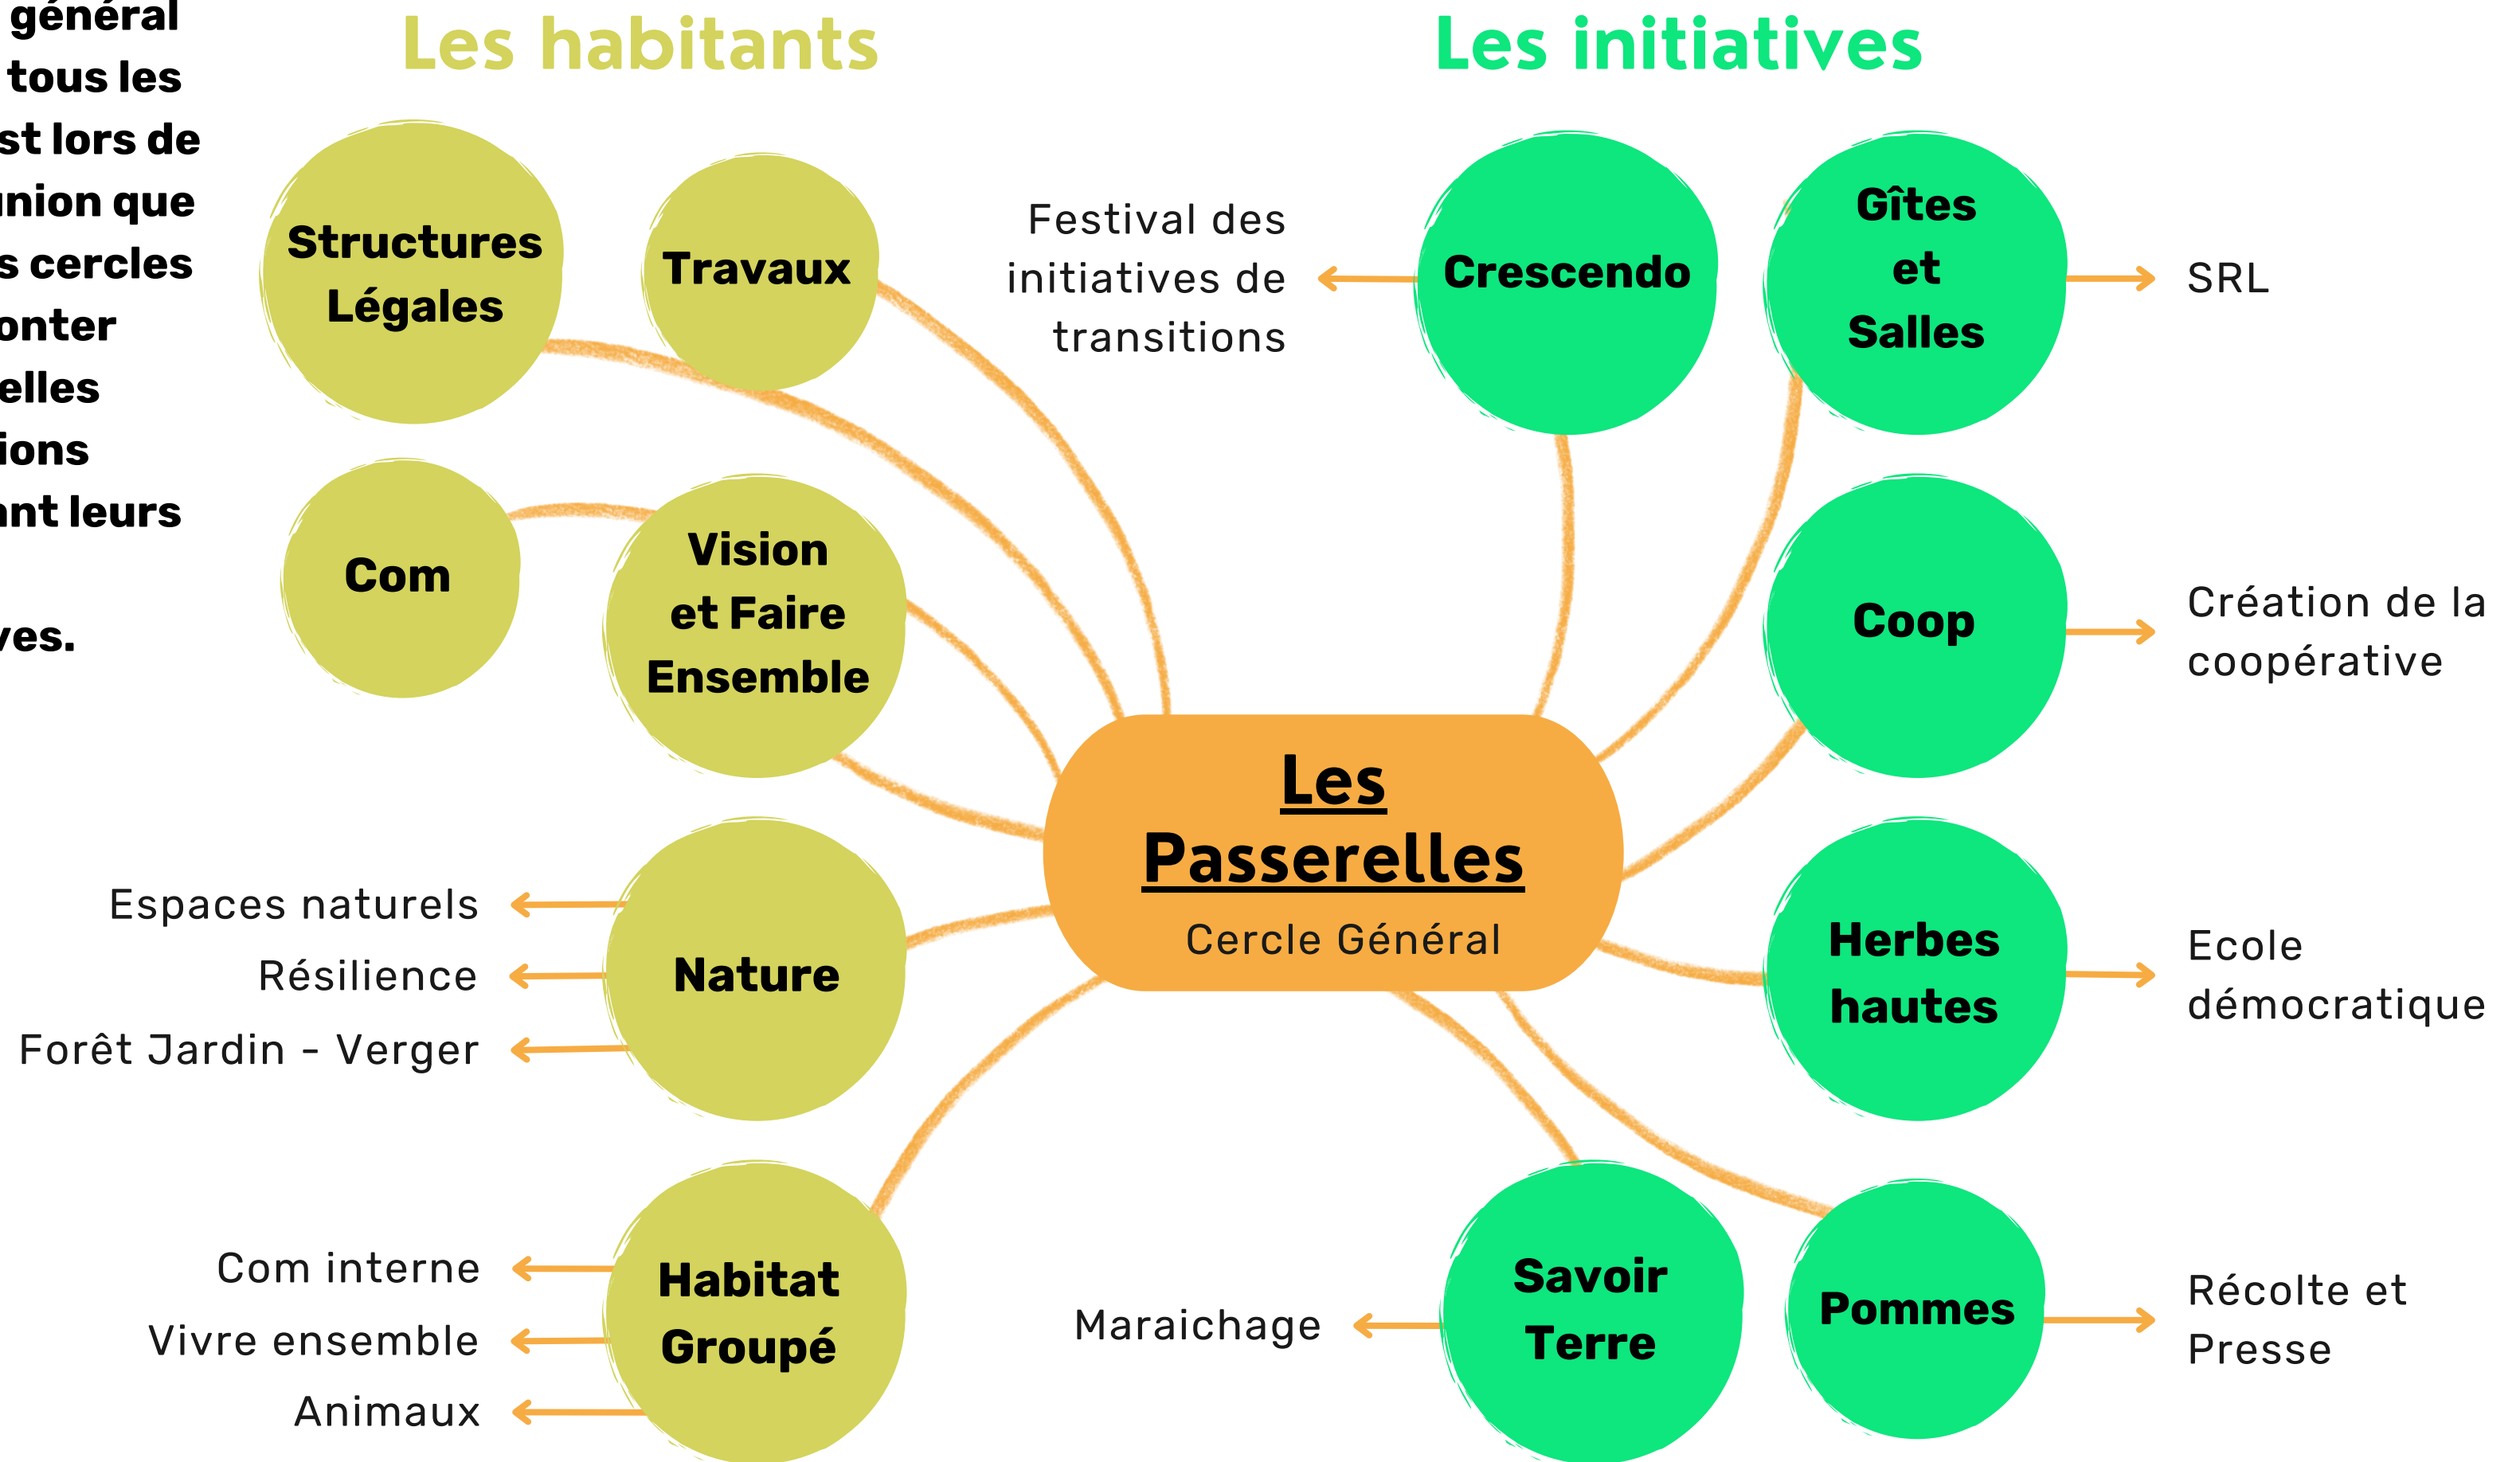 général
tous les
st lors de
nion que
s cercles
onter
elles
ions
ant leurs
ves.
Les habitants
Structures
Légales
Travaux
Com
Vision
et Faire
Ensemble
Nature
Espaces naturels
Résilience
Forêt Jardin - Verger
Habitat
Groupé
Com interne
Vivre ensemble
Animaux
Les
Passerelles
Cercle Général
Les initiatives
Crescendo
Festival des
initiatives de
transitions
Gîtes
et
Salles
SRL
Coop
Création de la
coopérative
Herbes
hautes
Ecole
démocratique
Savoir
Terre
Maraichage
Pommes
Récolte et
Presse